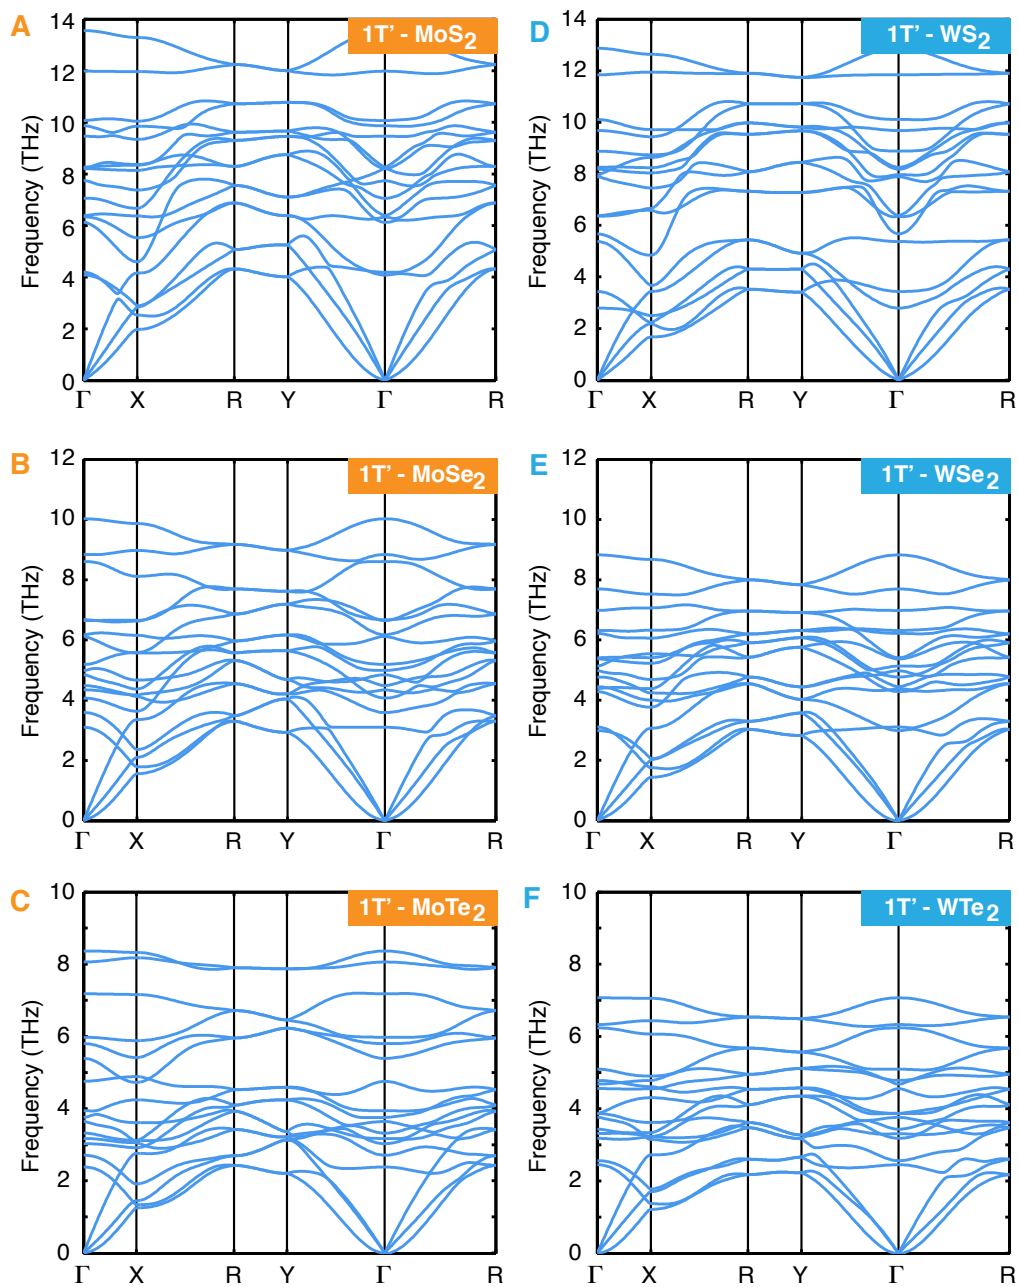 A
1T’ - MoS2
Frequency (THz)
14
12
10
8
6
4
2
0
Γ X R Y Γ R
D
1T’ - WS2
Frequency (THz)
14
12
10
8
6
4
2
0
Γ X R Y Γ R
B
1T’ - MoSe2
Frequency (THz)
12
10
8
6
4
2
0
Γ X R Y Γ R
E
1T’ - WSe2
Frequency (THz)
12
10
8
6
4
2
0
Γ X R Y Γ R
C
1T’ - MoTe2
Frequency (THz)
10
8
6
4
2
0
Γ X R Y Γ R
F
1T’ - WTe2
Frequency (THz)
10
8
6
4
2
0
Γ X R Y Γ R